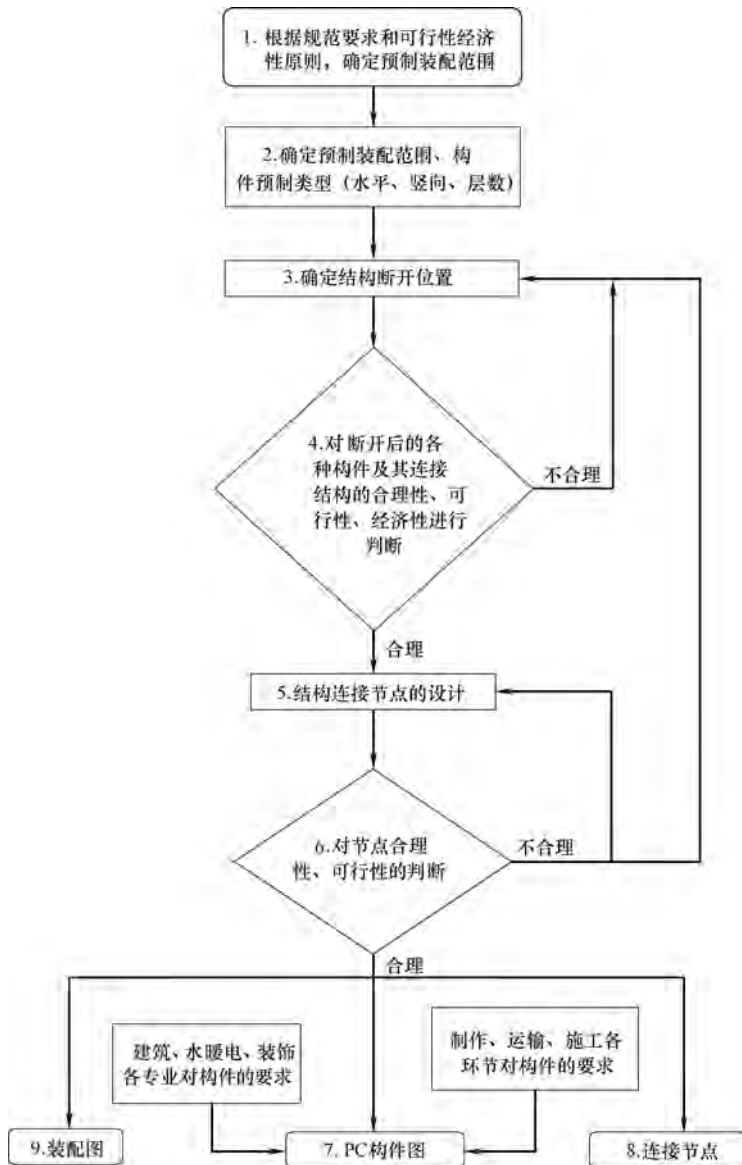 1. 根据规范要求和可行性经济
性原则，确定预制装配范围
2.确定预制装配范围、构
件预制类型（水平、竖向、层数）
3.确定结构断开位置
4.对断开后的各
种构件及其连接
结构的合理性、可
行性、经济性进行
判断
不合理
合理
5.结构连接节点的设计
6.对节点合理
性、可行性的判断
不合理
合理
建筑、水暖电、装饰
各专业对构件的要求
制作、运输、施工各
环节对构件的要求
9.装配图
7. PC构件图
8.连接节点